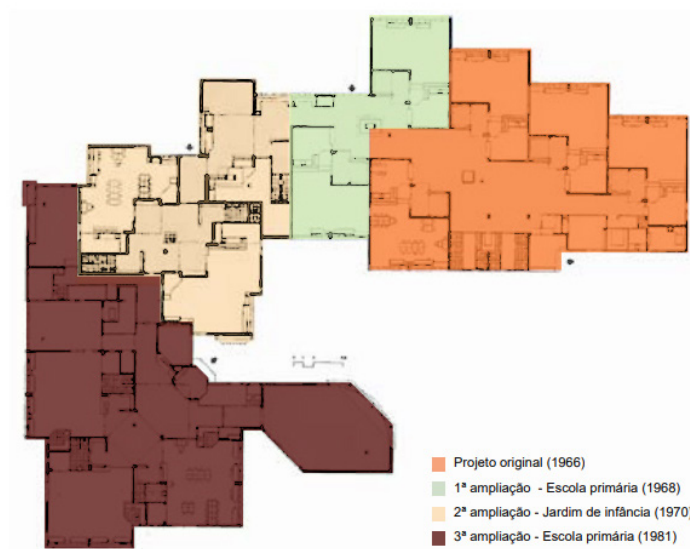 Projeto original (1966)
1ª ampliação - Escola primária (1968)
2ª ampliação - Jardim de infância (1970)
3ª ampliação - Escola primária (1981)